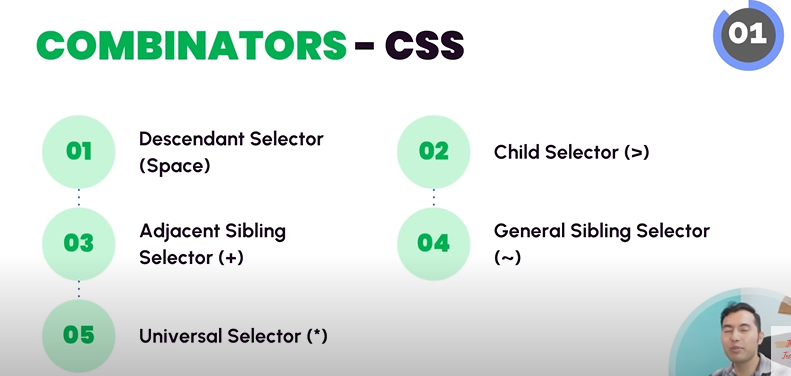 COMBINATORS - CSS
01
01
Descendant Selector
(Space)
02
Child Selector (>)
03
Adjacent Sibling
Selector (+)
04
General Sibling Selector
(~)
05
Universal Selector (*)